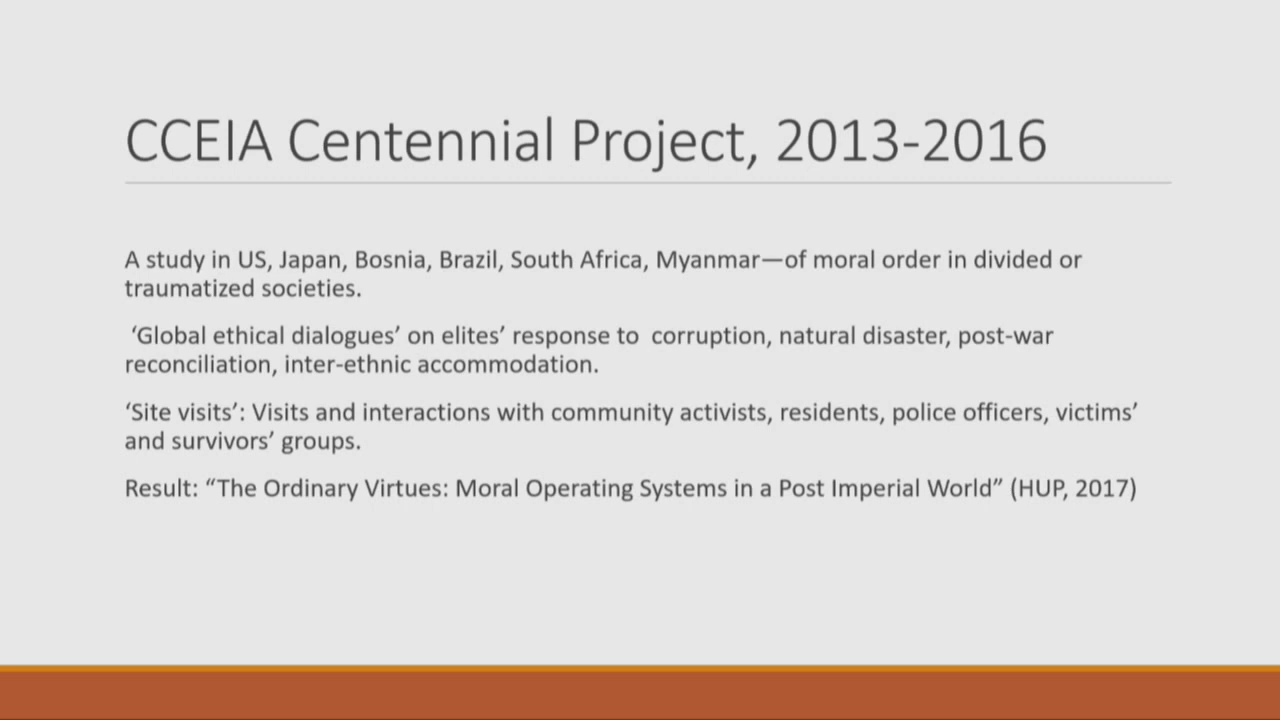 CCEIA Centennial Project, 2013-2016
A study in US, Japan, Bosnia, Brazil, South Africa, Myanmar—of moral order in divided or
traumatized societies.
‘Global ethical dialogues’ on elites’ response to  corruption, natural disaster, post-war
reconciliation, inter-ethnic accommodation.
‘Site visits’: Visits and interactions with community activists, residents, police officers, victims’
and survivors’ groups.
Result: “The Ordinary Virtues: Moral Operating Systems in a Post Imperial World” (HUP, 2017)